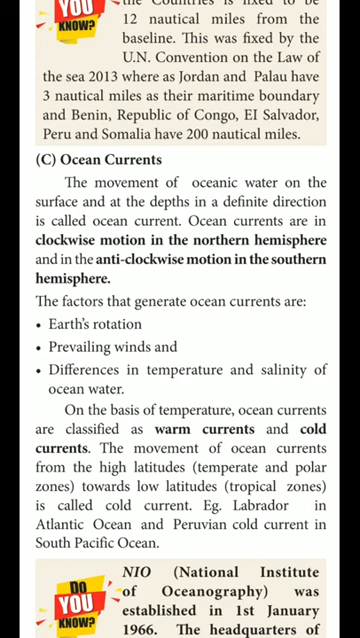 the Countries is fixed to be
YOU
KNOW?
12 nautical miles from the
baseline. This was fixed by the
U.N. Convention on the Law of
the sea 2013 where as Jordan and Palau have
3 nautical miles as their maritime boundary
and Benin, Republic of Congo, EI Salvador,
Peru and Somalia have 200 nautical miles.
(C) Ocean Currents
The movement of oceanic water on the
surface and at the depths in a definite direction
is called ocean current. Ocean currents are in
clockwise motion in the northern hemisphere
and in the anti-clockwise motion in the southern
hemisphere.
The factors that generate ocean currents are:
• Earth's rotation
• Prevailing winds and
• Differences in temperature and salinity of
ocean water.
On the basis of temperature, ocean currents
are classified as warm currents and cold
currents. The movement of ocean currents
from the high latitudes (temperate and polar
zones) towards low latitudes (tropical zones)
is called cold current. Eg. Labrador in
Atlantic Ocean and Peruvian cold current in
South Pacific Ocean.
DO
YOU
KNOW?
NIO (National Institute
of Oceanography) was
established in 1st January
1966. The headquarters of